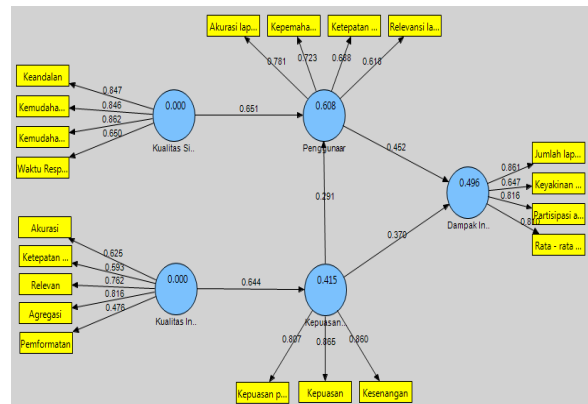 Akurasi lap...
Kepemaha...
Ketepatan ...
Relevansi la...
0.781
0.723
0.688
0.618
Keandalan
Kemudaha...
Kemudaha...
Waktu Resp...
0.847
0.846
0.862
0.650
0.000
Kualitas Si..
0.651
0.608
Penggunaar
0.452
0.291
0.370
0.496
Dampak In..
Jumlah lap...
Keyakinan ...
Partisipasi a...
Rata - rata ...
0.861
0.647
0.816
0.810
Akurasi
Ketepatan ...
Relevan
Agregasi
Pemformatan
0.625
0.593
0.762
0.816
0.476
0.000
Kualitas In..
0.644
0.415
Kepuasan..
0.807
0.865
0.860
Kepuasan p...
Kepuasan
Kesenangan